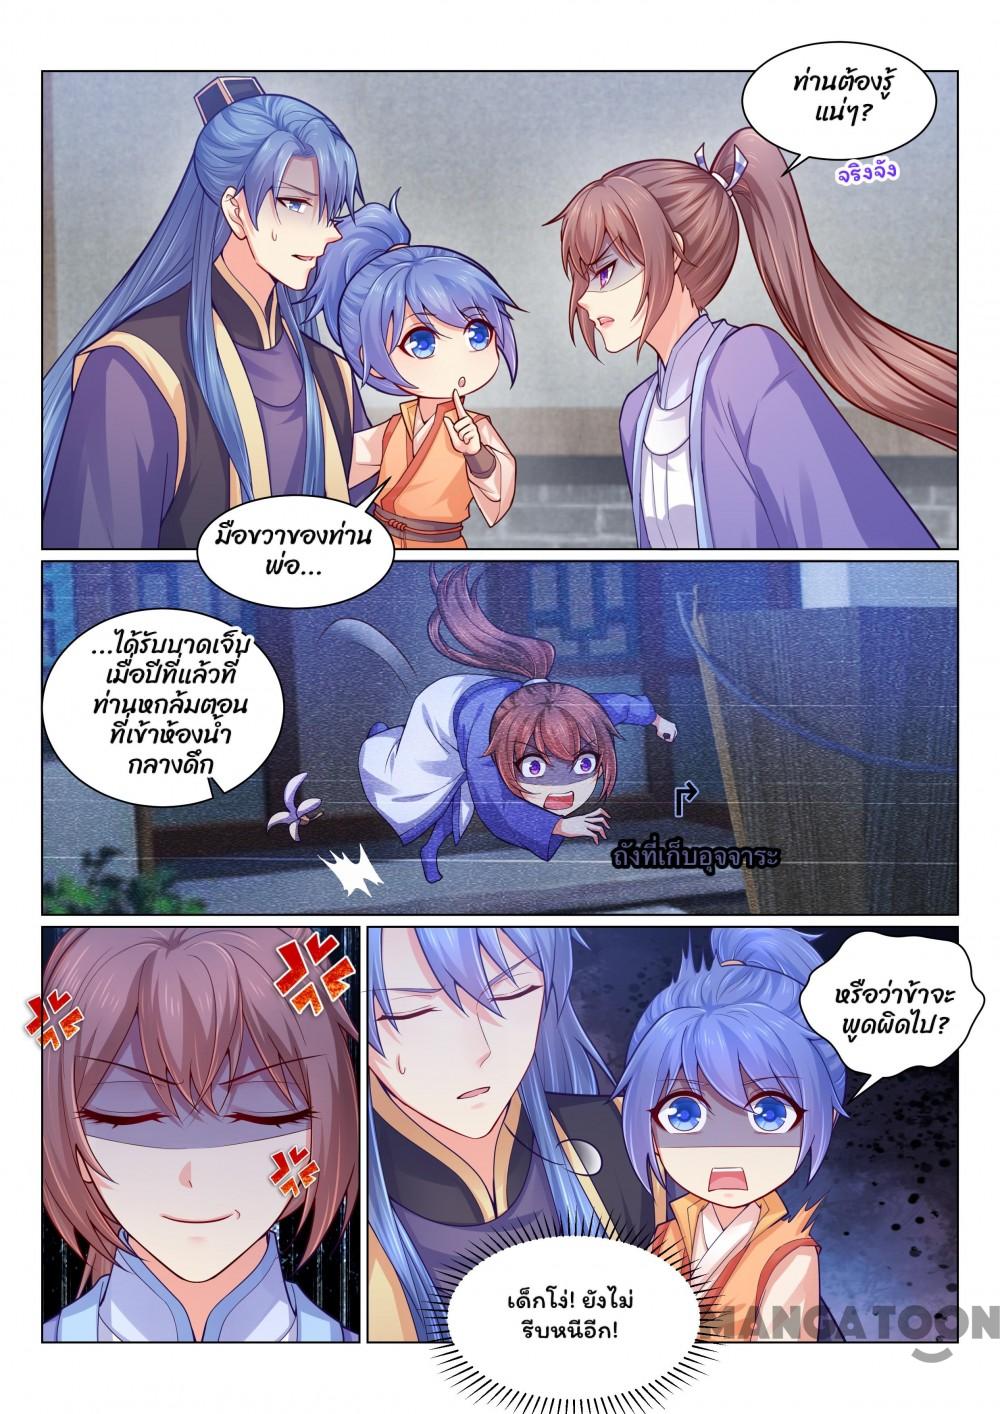 ท่านต้องรู้
แน่ๆ?
จริงจัง
มือขวาของท่าน
พ่อ...
...ได้รับบาดเจ็บ
เมื่อปีที่แล้วที่
ท่านหกล้มตอน
ที่เข้าห้องน้ำ
กลางดึก
ถังที่เก็บอุจจาระ
หรือว่าข้าจะ
พูดผิดไป?
เด็กโง่! ยังไม่
รีบหนีอีก!
MANGATOON